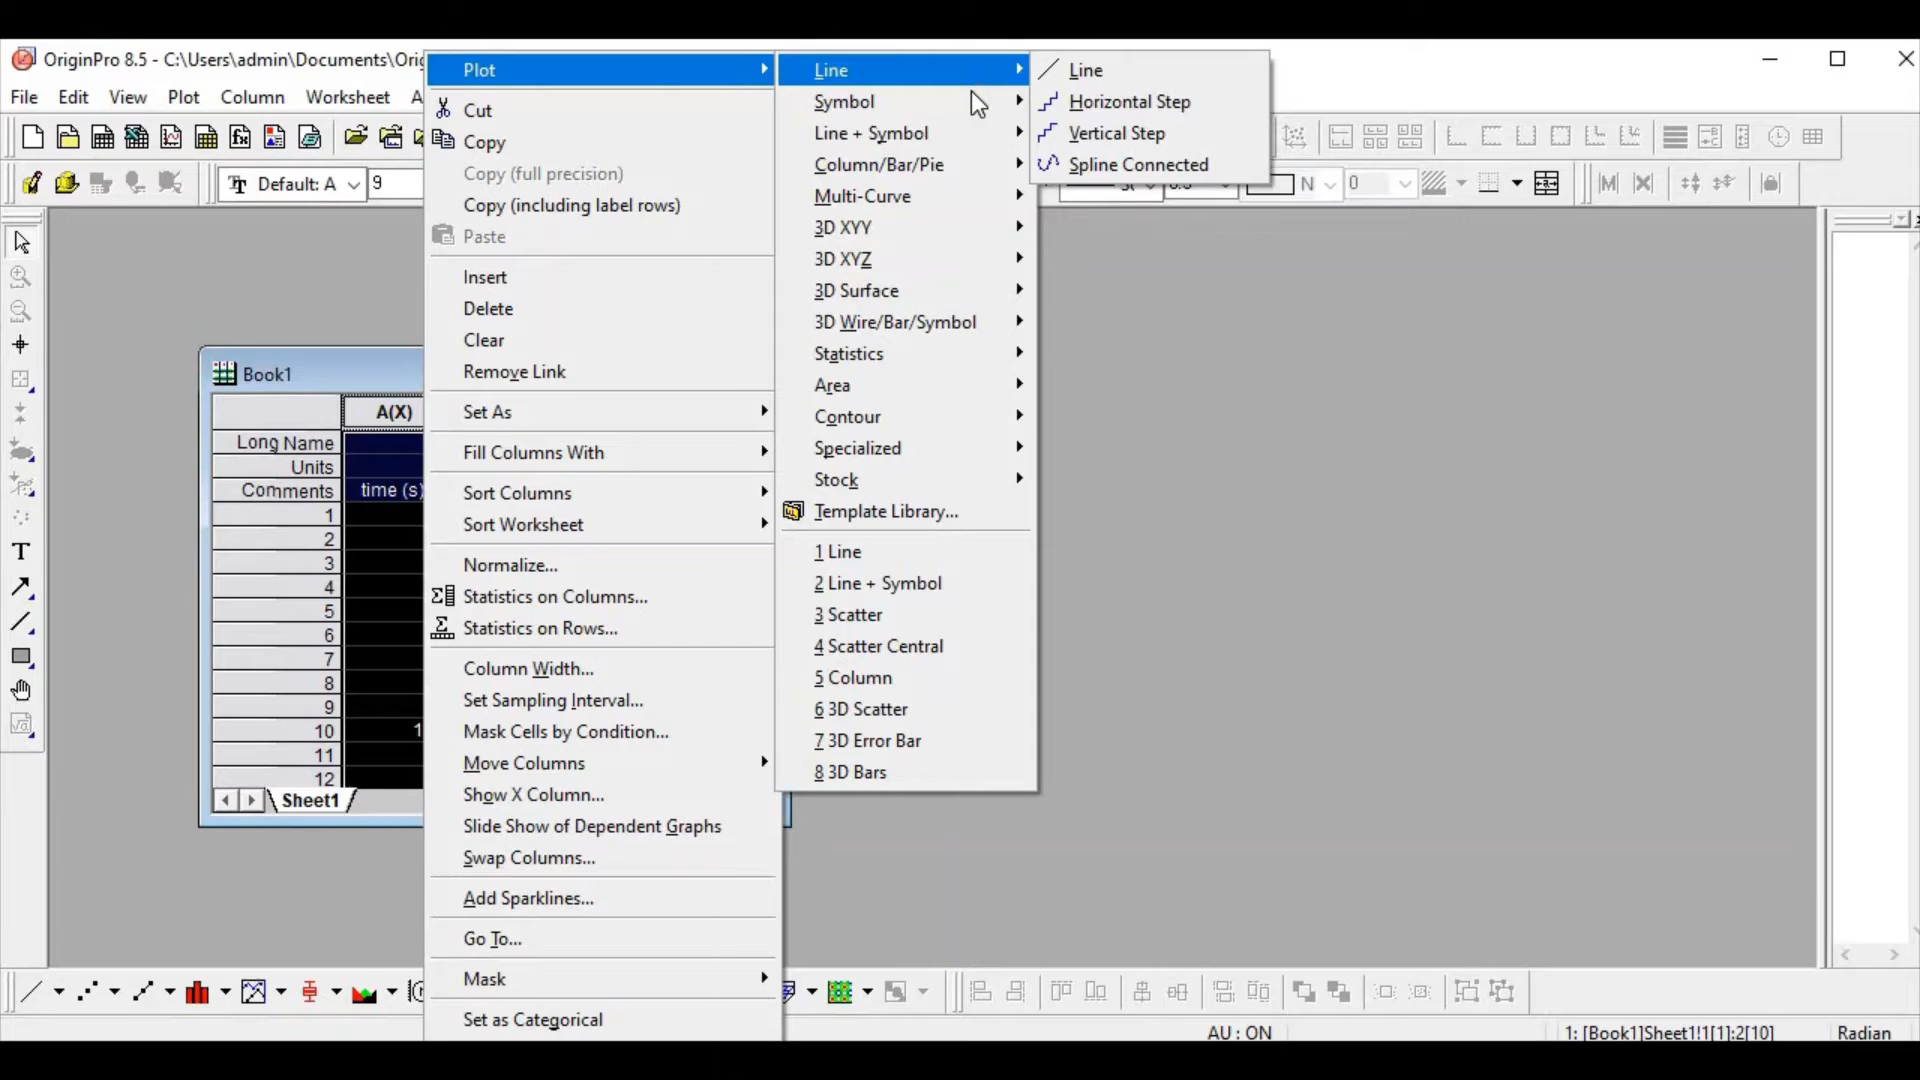 OriginPro 8.5 - C:\Users\admin\Documents\Orig
File Edit View Plot Column Worksheet A
Default: A 9
N 0
Plot
Cut
Copy
Copy (full precision)
Copy (including label rows)
Paste
Insert
Delete
Clear
Remove Link
Set As
Fill Columns With
Sort Columns
Sort Worksheet
Normalize...
Statistics on Columns...
Statistics on Rows...
Column Width...
Set Sampling Interval...
Mask Cells by Condition...
Move Columns
Show X Column...
Slide Show of Dependent Graphs
Swap Columns...
Add Sparklines...
Go To...
Mask
Set as Categorical
Line
Symbol
Line + Symbol
Column/Bar/Pie
Multi-Curve
3D XYY
3D XYZ
3D Surface
3D Wire/Bar/Symbol
Statistics
Area
Contour
Specialized
Stock
Template Library...
1 Line
2 Line + Symbol
3 Scatter
4 Scatter Central
5 Column
6 3D Scatter
7 3D Error Bar
8 3D Bars
Line
Horizontal Step
Vertical Step
Spline Connected
Book1
A(X)
Long Name
Units
Comments time (s)
1
2
3
4
5
6
7
8
9
10 1
11
12
Sheet1
AU : ON 1: [Book1]Sheet1!1[1]:2[10] Radian